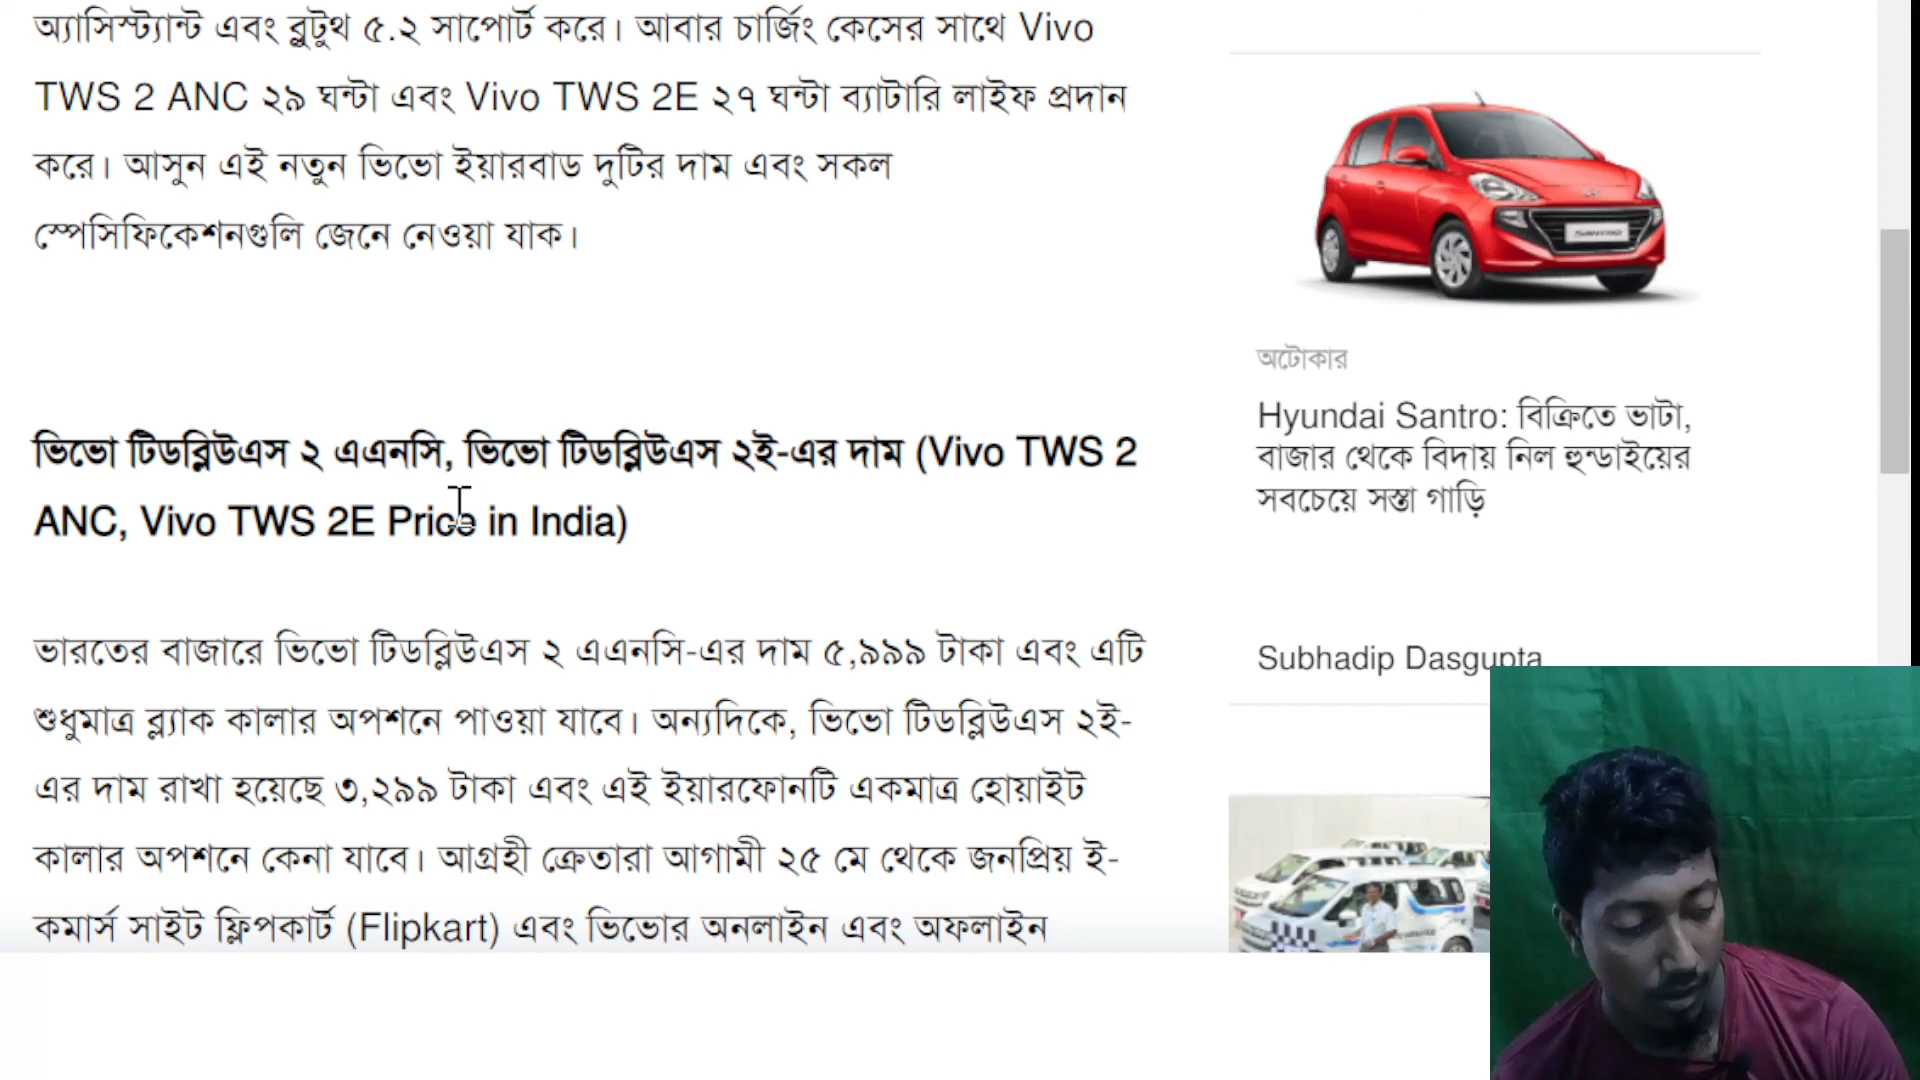 অ্যাসিস্ট্যান্ট এবং ব্লুটুথ ৫.২ সাপোর্ট করে। আবার চার্জিং কেসের সাথে Vivo
TWS 2 ANC ২৯ ঘন্টা এবং Vivo TWS 2E ২৭ ঘন্টা ব্যাটারি লাইফ প্রদান
করে। আসুন এই নতুন ভিভো ইয়ারবাড দুটির দাম এবং সকল
স্পেসিফিকেশনগুলি জেনে নেওয়া যাক।
ভিভো টিডব্লিউএস ২ এএনসি, ভিভো টিডব্লিউএস ২ই-এর দাম (Vivo TWS 2
ANC, Vivo TWS 2E Price in India)
ভারতের বাজারে ভিভো টিডব্লিউএস ২ এএনসি-এর দাম ৫,৯৯৯ টাকা এবং এটি
শুধুমাত্র ব্ল্যাক কালার অপশনে পাওয়া যাবে। অন্যদিকে, ভিভো টিডব্লিউএস ২ই-
এর দাম রাখা হয়েছে ৩,২৯৯ টাকা এবং এই ইয়ারফোনটি একমাত্র হোয়াইট
কালার অপশনে কেনা যাবে। আগ্রহী ক্রেতারা আগামী ২৫ মে থেকে জনপ্রিয় ই-
কমার্স সাইট ফ্লিপকার্ট (Flipkart) এবং ভিভোর অনলাইন এবং অফলাইন
SANTRO
অটোকার
Hyundai Santro: বিক্রিতে ভাটা,
বাজার থেকে বিদায় নিল হুন্ডাইয়ের
সবচেয়ে সস্তা গাড়ি
Subhadip Dasgupta